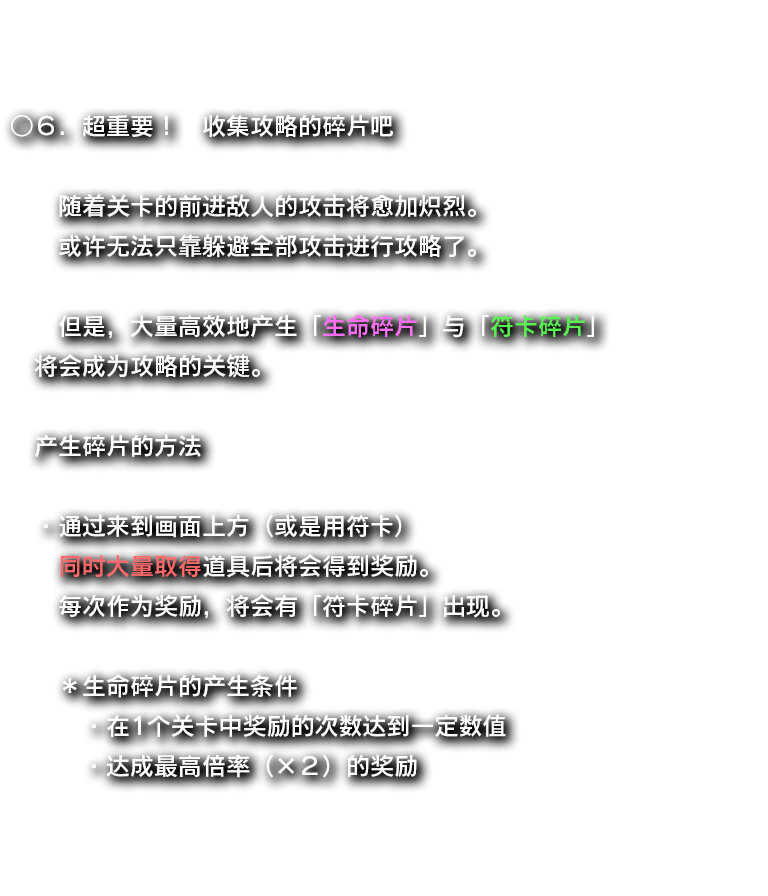 ○６．超重要！　收集攻略的碎片吧
随着关卡的前进敌人的攻击将愈加炽烈。
或许无法只靠躲避全部攻击进行攻略了。
但是，大量高效地产生「生命碎片」与「符卡碎片」
将会成为攻略的关键。
产生碎片的方法
・通过来到画面上方（或是用符卡）
同时大量取得道具后将会得到奖励。
每次作为奖励，将会有「符卡碎片」出现。
＊生命碎片的产生条件
・在1个关卡中奖励的次数达到一定数值
・达成最高倍率（×２）的奖励